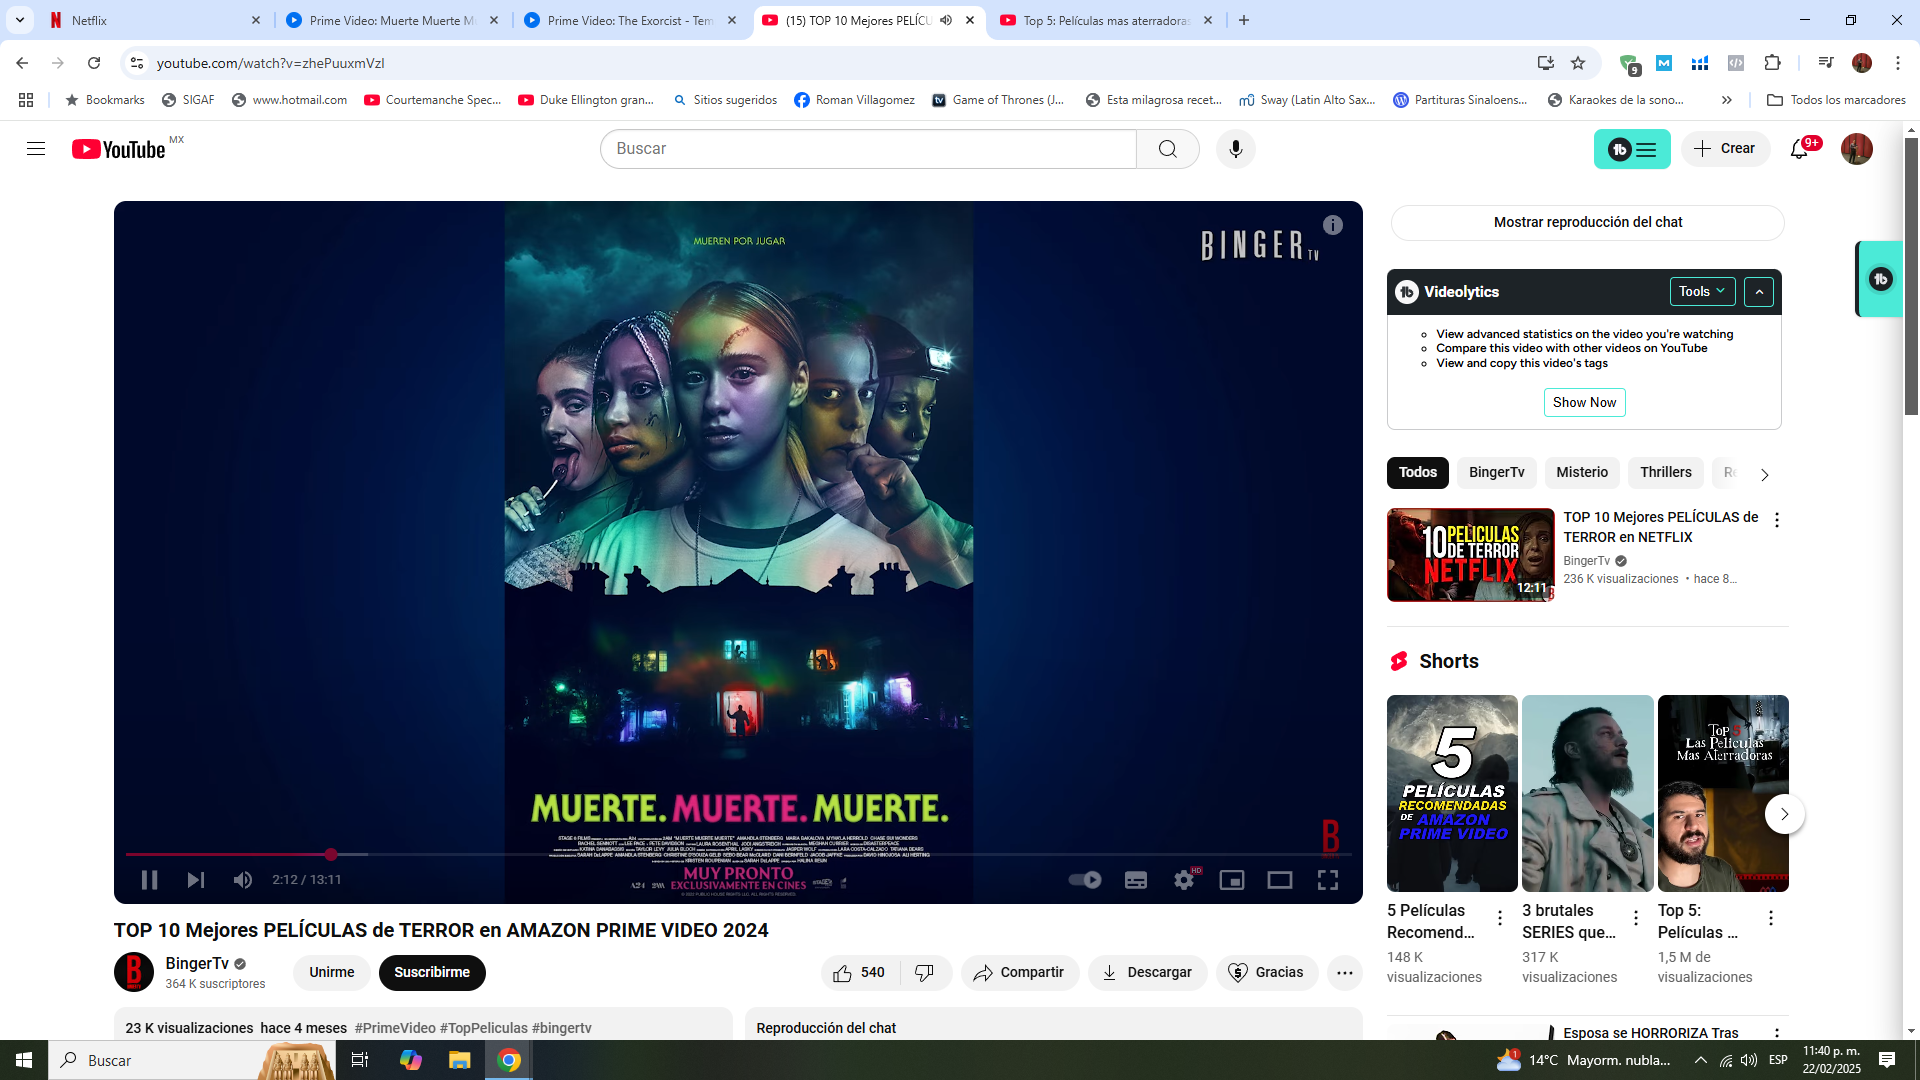 Netflix
Prime Video: Muerte Muerte M
Prime Video: The Exorcist - Tem
(15) TOP 10 Mejores PELÍCU
Top 5: Películas mas aterradoras
youtube.com/watch?v=zhePuuxmVzI
9
Bookmarks
SIGAF
www.hotmail.com
Courtemanche Spec...
Duke Ellington gran...
Sitios sugeridos
Roman Villagomez
Game of Thrones (J...
Esta milagrosa recet...
Sway (Latin Alto Sax...
Partituras Sinaloens...
Karaokes de la sono...
Todos los marcadores
YouTube MX
Buscar
Crear
9+
MUEREN POR JUGAR
BINGER TV
MUERTE. MUERTE. MUERTE.
MUY PRONTO
EXCLUSIVAMENTE EN CINES
2:12 / 13:11
HD
TOP 10 Mejores PELÍCULAS de TERROR en AMAZON PRIME VIDEO 2024
BingerTv
364 K suscriptores
Unirme
Suscribirme
540
Compartir
Descargar
Gracias
23 K visualizaciones hace 4 meses #PrimeVideo #TopPeliculas #bingertv
Reproducción del chat
Mostrar reproducción del chat
Videolytics
Tools
View advanced statistics on the video you're watching
Compare this video with other videos on YouTube
View and copy this video's tags
Show Now
Todos
BingerTv
Misterio
Thrillers
Re
10 PELICULAS
DE TERROR
NETFLIX
12:11
TOP 10 Mejores PELÍCULAS de
TERROR en NETFLIX
BingerTv
236 K visualizaciones • hace 8...
Shorts
5
PELÍCULAS
RECOMENDADAS
DE AMAZON
PRIME VIDEO
Top 5
Las Peliculas
Mas Aterradoras
5 Películas
Recomend...
148 K
visualizaciones
3 brutales
SERIES que...
317 K
visualizaciones
Top 5:
Películas ...
1,5 M de
visualizaciones
Esposa se HORRORIZA Tras
Buscar
1
14°C Mayorm. nubla...
ESP
11:40 p. m.
22/02/2025